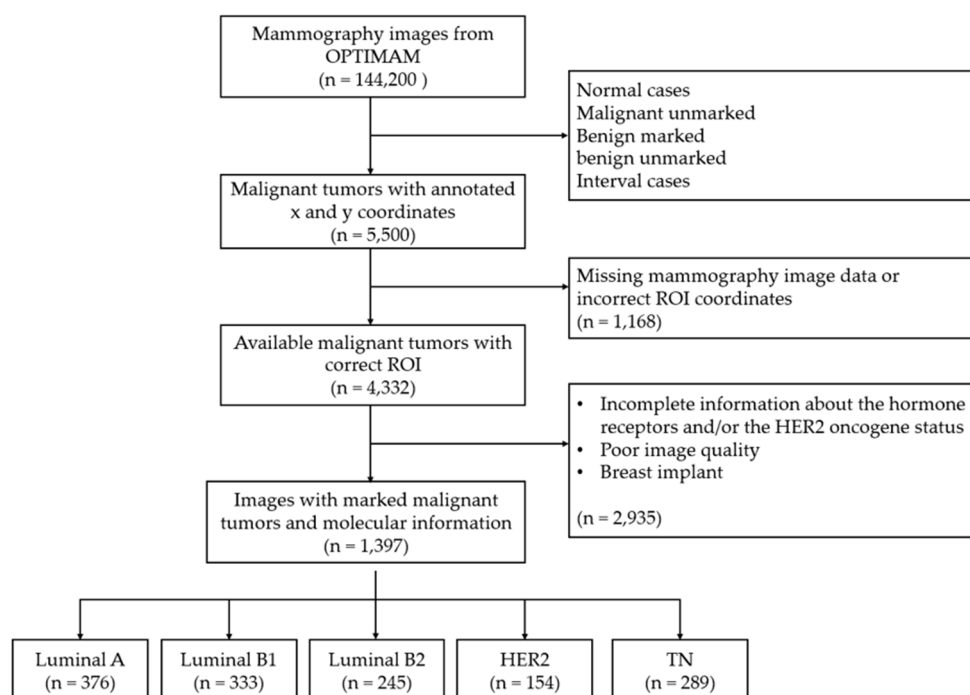 Mammography images from
OPTIMAM
(n = 144,200 )
Normal cases
Malignant unmarked
Benign marked
benign unmarked
Interval cases
Malignant tumors with annotated
x and y coordinates
(n = 5,500)
Missing mammography image data or
incorrect ROI coordinates
(n = 1,168)
Available malignant tumors with
correct ROI
(n = 4,332)
• Incomplete information about the hormone
receptors and/or the HER2 oncogene status
• Poor image quality
• Breast implant
(n = 2,935)
Images with marked malignant
tumors and molecular information
(n = 1,397)
Luminal A
(n = 376)
Luminal B1
(n = 333)
Luminal B2
(n = 245)
HER2
(n = 154)
TN
(n = 289)